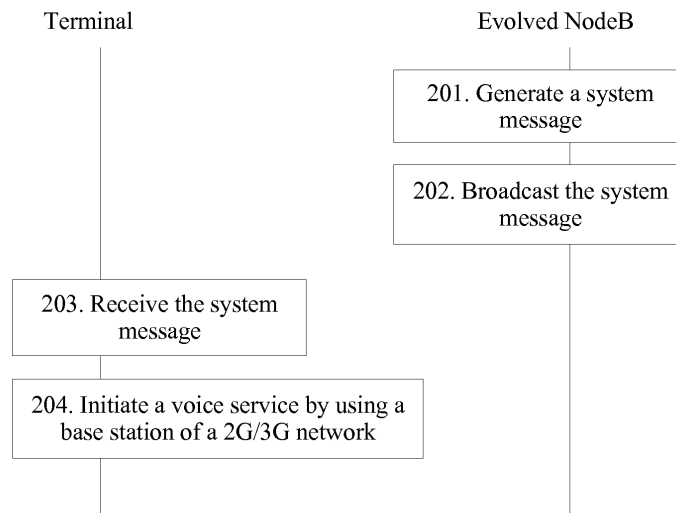 Terminal
Evolved NodeB
201. Generate a system
message
202. Broadcast the system
message
203. Receive the system
message
204. Initiate a voice service by using a
base station of a 2G/3G network